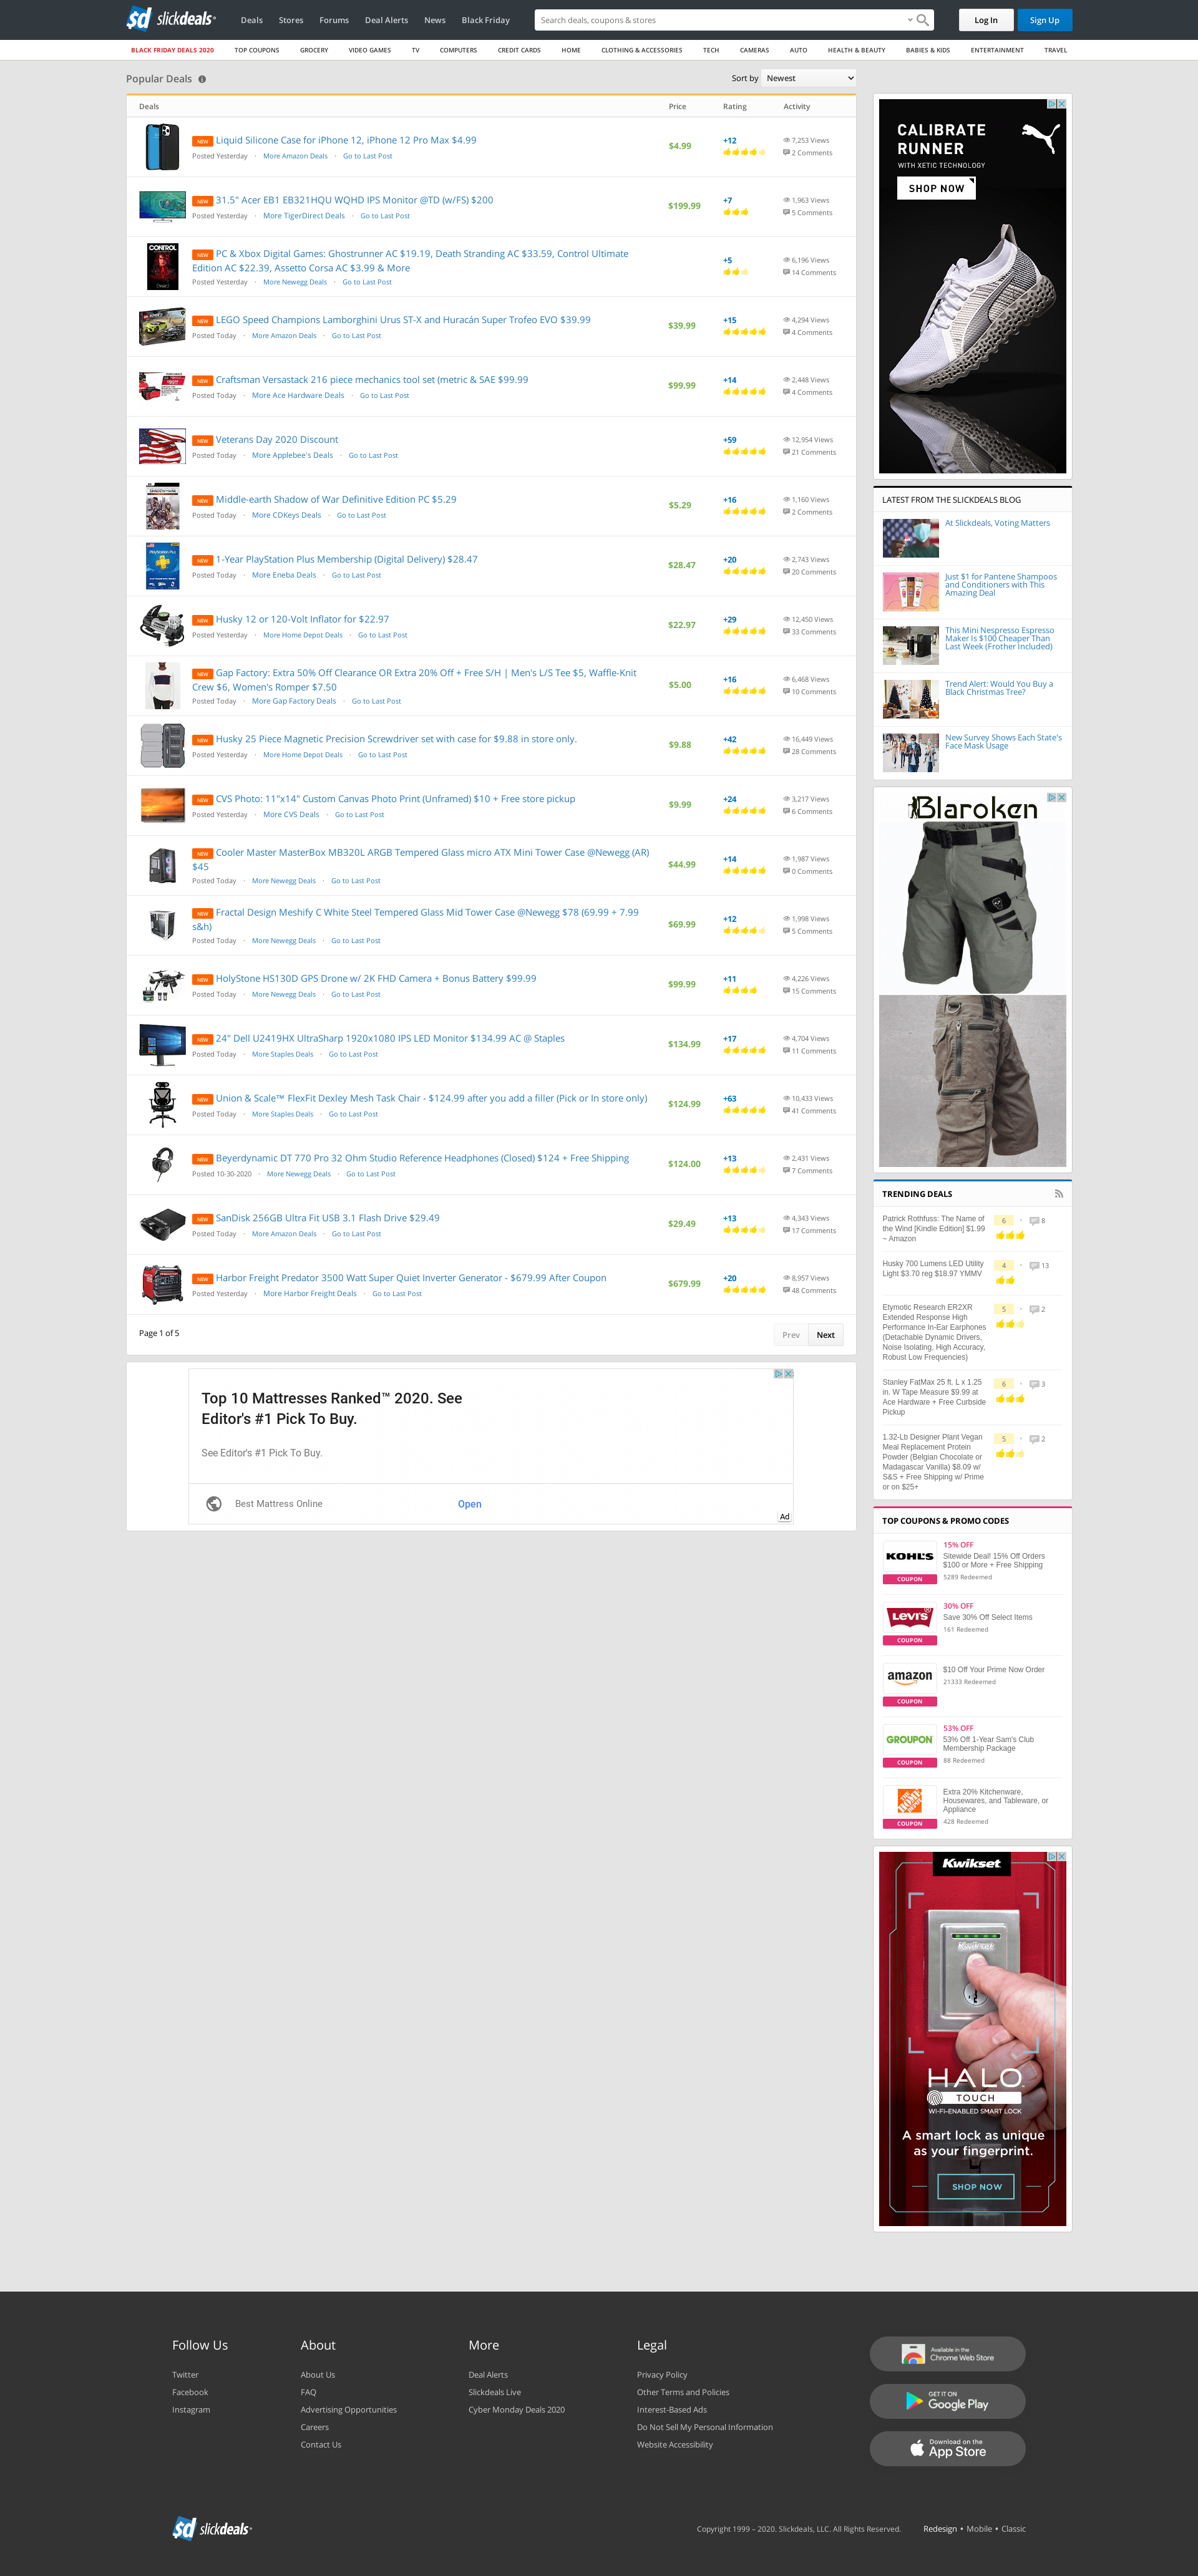 sd slickdeals
Deals Stores Forums Deal Alerts News Black Friday
Search deals, coupons & stores
Log In Sign Up
BLACK FRIDAY DEALS 2020 TOP COUPONS GROCERY VIDEO GAMES TV COMPUTERS CREDIT CARDS HOME CLOTHING & ACCESSORIES TECH CAMERAS AUTO HEALTH & BEAUTY BABIES & KIDS ENTERTAINMENT TRAVEL
Popular Deals
Sort by Newest
Deals Price Rating Activity
NEW Liquid Silicone Case for iPhone 12, iPhone 12 Pro Max $4.99
Posted Yesterday · More Amazon Deals · Go to Last Post
$4.99
+12
7,253 Views
2 Comments
NEW 31.5" Acer EB1 EB321HQU WQHD IPS Monitor @TD (w/FS) $200
Posted Yesterday · More TigerDirect Deals · Go to Last Post
$199.99
+7
1,963 Views
5 Comments
CONTROL
NEW PC & Xbox Digital Games: Ghostrunner AC $19.19, Death Stranding AC $33.59, Control Ultimate
Edition AC $22.39, Assetto Corsa AC $3.99 & More
Posted Yesterday · More Newegg Deals · Go to Last Post
+5
6,196 Views
14 Comments
NEW LEGO Speed Champions Lamborghini Urus ST-X and Huracán Super Trofeo EVO $39.99
Posted Today · More Amazon Deals · Go to Last Post
$39.99
+15
4,294 Views
4 Comments
NEW Craftsman Versastack 216 piece mechanics tool set (metric & SAE $99.99
Posted Today · More Ace Hardware Deals · Go to Last Post
$99.99
+14
2,448 Views
4 Comments
NEW Veterans Day 2020 Discount
Posted Today · More Applebee's Deals · Go to Last Post
+59
12,954 Views
21 Comments
NEW Middle-earth Shadow of War Definitive Edition PC $5.29
Posted Today · More CDKeys Deals · Go to Last Post
$5.29
+16
1,160 Views
2 Comments
NEW 1-Year PlayStation Plus Membership (Digital Delivery) $28.47
Posted Today · More Eneba Deals · Go to Last Post
$28.47
+20
2,743 Views
20 Comments
NEW Husky 12 or 120-Volt Inflator for $22.97
Posted Yesterday · More Home Depot Deals · Go to Last Post
$22.97
+29
12,450 Views
33 Comments
NEW Gap Factory: Extra 50% Off Clearance OR Extra 20% Off + Free S/H | Men's L/S Tee $5, Waffle-Knit
Crew $6, Women's Romper $7.50
Posted Today · More Gap Factory Deals · Go to Last Post
$5.00
+16
6,468 Views
10 Comments
NEW Husky 25 Piece Magnetic Precision Screwdriver set with case for $9.88 in store only.
Posted Yesterday · More Home Depot Deals · Go to Last Post
$9.88
+42
16,449 Views
28 Comments
NEW CVS Photo: 11"x14" Custom Canvas Photo Print (Unframed) $10 + Free store pickup
Posted Yesterday · More CVS Deals · Go to Last Post
$9.99
+24
3,217 Views
6 Comments
NEW Cooler Master MasterBox MB320L ARGB Tempered Glass micro ATX Mini Tower Case @Newegg (AR)
$45
Posted Today · More Newegg Deals · Go to Last Post
$44.99
+14
1,987 Views
0 Comments
NEW Fractal Design Meshify C White Steel Tempered Glass Mid Tower Case @Newegg $78 (69.99 + 7.99
s&h)
Posted Today · More Newegg Deals · Go to Last Post
$69.99
+12
1,998 Views
5 Comments
NEW HolyStone HS130D GPS Drone w/ 2K FHD Camera + Bonus Battery $99.99
Posted Today · More Newegg Deals · Go to Last Post
$99.99
+11
4,226 Views
15 Comments
NEW 24" Dell U2419HX UltraSharp 1920x1080 IPS LED Monitor $134.99 AC @ Staples
Posted Today · More Staples Deals · Go to Last Post
$134.99
+17
4,704 Views
11 Comments
NEW Union & Scale™ FlexFit Dexley Mesh Task Chair - $124.99 after you add a filler (Pick or In store only)
Posted Today · More Staples Deals · Go to Last Post
$124.99
+63
10,433 Views
41 Comments
NEW Beyerdynamic DT 770 Pro 32 Ohm Studio Reference Headphones (Closed) $124 + Free Shipping
Posted 10-30-2020 · More Newegg Deals · Go to Last Post
$124.00
+13
2,431 Views
7 Comments
NEW SanDisk 256GB Ultra Fit USB 3.1 Flash Drive $29.49
Posted Today · More Amazon Deals · Go to Last Post
$29.49
+13
4,343 Views
17 Comments
NEW Harbor Freight Predator 3500 Watt Super Quiet Inverter Generator - $679.99 After Coupon
Posted Yesterday · More Harbor Freight Deals · Go to Last Post
$679.99
+20
8,957 Views
48 Comments
Page 1 of 5
Prev Next
Top 10 Mattresses Ranked™ 2020. See
Editor's #1 Pick To Buy.
See Editor's #1 Pick To Buy.
Best Mattress Online Open
Ad
CALIBRATE
RUNNER
WITH XETIC TECHNOLOGY
SHOP NOW
LATEST FROM THE SLICKDEALS BLOG
At Slickdeals, Voting Matters
Just $1 for Pantene Shampoos
and Conditioners with This
Amazing Deal
This Mini Nespresso Espresso
Maker Is $100 Cheaper Than
Last Week (Frother Included)
Trend Alert: Would You Buy a
Black Christmas Tree?
New Survey Shows Each State's
Face Mask Usage
Blaroken
TRENDING DEALS
Patrick Rothfuss: The Name of
the Wind [Kindle Edition] $1.99
~ Amazon
6 · 8
Husky 700 Lumens LED Utility
Light $3.70 reg $18.97 YMMV
4 · 13
Etymotic Research ER2XR
Extended Response High
Performance In-Ear Earphones
(Detachable Dynamic Drivers,
Noise Isolating, High Accuracy,
Robust Low Frequencies)
5 · 2
Stanley FatMax 25 ft. L x 1.25
in. W Tape Measure $9.99 at
Ace Hardware + Free Curbside
Pickup
6 · 3
1.32-Lb Designer Plant Vegan
Meal Replacement Protein
Powder (Belgian Chocolate or
Madagascar Vanilla) $8.09 w/
S&S + Free Shipping w/ Prime
or on $25+
5 · 2
TOP COUPONS & PROMO CODES
KOHL'S
COUPON
15% OFF
Sitewide Deal! 15% Off Orders
$100 or More + Free Shipping
5289 Redeemed
LEVI'S
COUPON
30% OFF
Save 30% Off Select Items
161 Redeemed
amazon
COUPON
$10 Off Your Prime Now Order
21333 Redeemed
GROUPON
COUPON
53% OFF
53% Off 1-Year Sam's Club
Membership Package
88 Redeemed
COUPON
Extra 20% Kitchenware,
Housewares, and Tableware, or
Appliance
428 Redeemed
Kwikset
Kwikset
HALO
TOUCH
WI-FI-ENABLED SMART LOCK
A smart lock as unique
as your fingerprint.
SHOP NOW
Follow Us
Twitter
Facebook
Instagram
About
About Us
FAQ
Advertising Opportunities
Careers
Contact Us
More
Deal Alerts
Slickdeals Live
Cyber Monday Deals 2020
Legal
Privacy Policy
Other Terms and Policies
Interest-Based Ads
Do Not Sell My Personal Information
Website Accessibility
Available in the
Chrome Web Store
GET IT ON
Google Play
Download on the
App Store
sd slickdeals
Copyright 1999 – 2020. Slickdeals, LLC. All Rights Reserved.
Redesign • Mobile • Classic